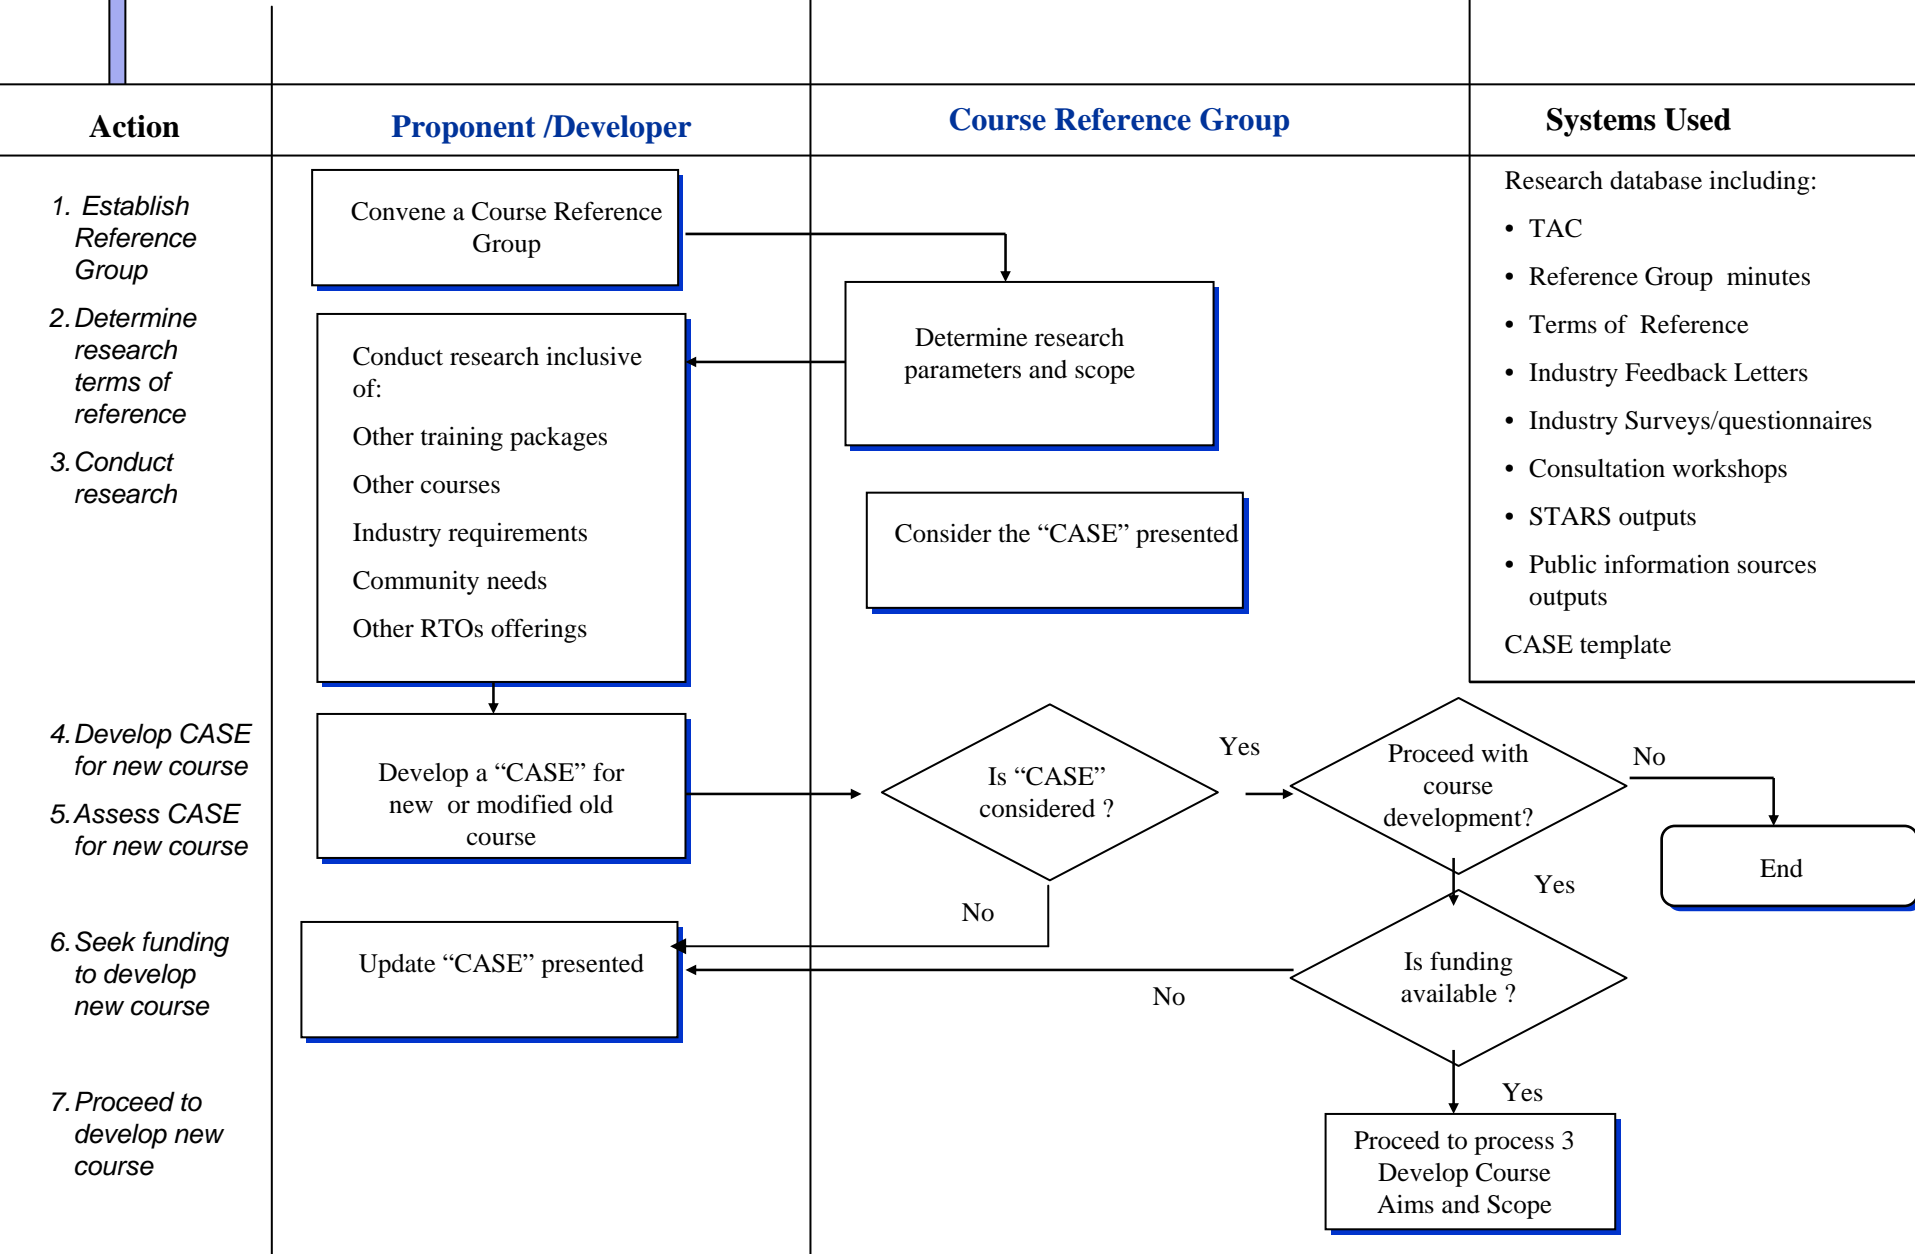 Action
Proponent /Developer
Course Reference Group
Systems Used
1. Establish
Reference
Group
2. Determine
research
terms of
reference
3. Conduct
research
4. Develop CASE
for new course
5. Assess CASE
for new course
6. Seek funding
to develop
new course
7. Proceed to
develop new
course
Convene a Course Reference
Group
Conduct research inclusive
of:
Other training packages
Other courses
Industry requirements
Community needs
Other RTOs offerings
Develop a “CASE” for
new or modified old
course
Update “CASE” presented
Determine research
parameters and scope
Consider the “CASE” presented
Is “CASE”
considered ?
Yes
No
Proceed with
course
development?
No
End
Yes
Is funding
available ?
No
Yes
Proceed to process 3
Develop Course
Aims and Scope
Research database including:
• TAC
• Reference Group minutes
• Terms of Reference
• Industry Feedback Letters
• Industry Surveys/questionnaires
• Consultation workshops
• STARS outputs
• Public information sources
outputs
CASE template